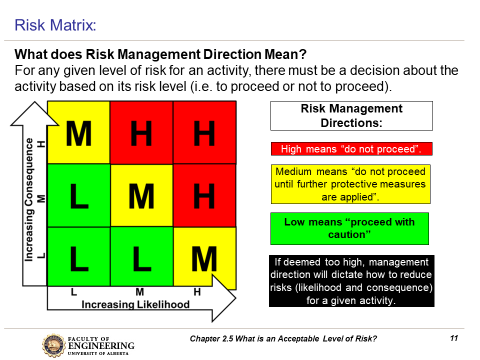 Risk Matrix:
What does Risk Management Direction Mean?
For any given level of risk for an activity, there must be a decision about the
activity based on its risk level (i.e. to proceed or not to proceed).
Increasing Consequence
H
M
L
M H H
L M H
L L M
L M H
Increasing Likelihood
Risk Management
Directions:
High means “do not proceed”.
Medium means “do not proceed
until further protective measures
are applied”.
Low means “proceed with
caution”
If deemed too high, management
direction will dictate how to reduce
risks (likelihood and consequence)
for a given activity.
FACULTY OF
ENGINEERING
UNIVERSITY OF ALBERTA
Chapter 2.5 What is an Acceptable Level of Risk?
11